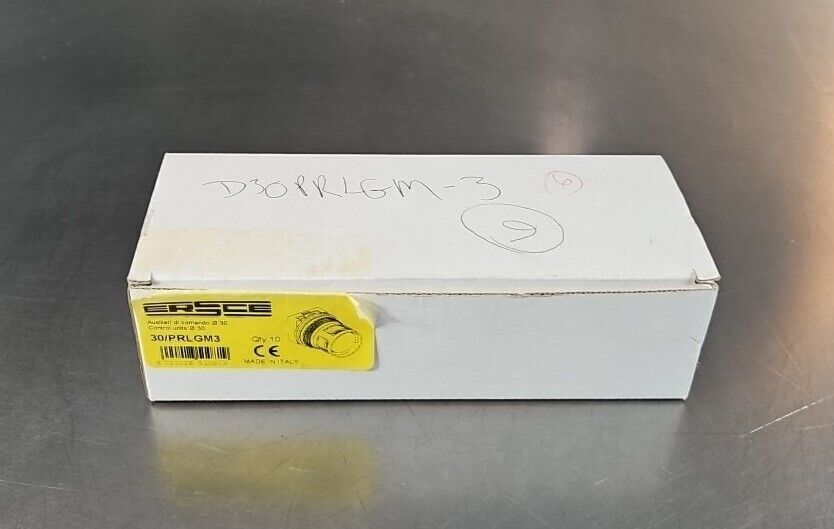 D30PRLGM-3
6
9
ERSCE
Ausiliari di comando Ø 30
Control units Ø 30
30/PRLGM3
Qty 10
CE
MADE IN ITALY